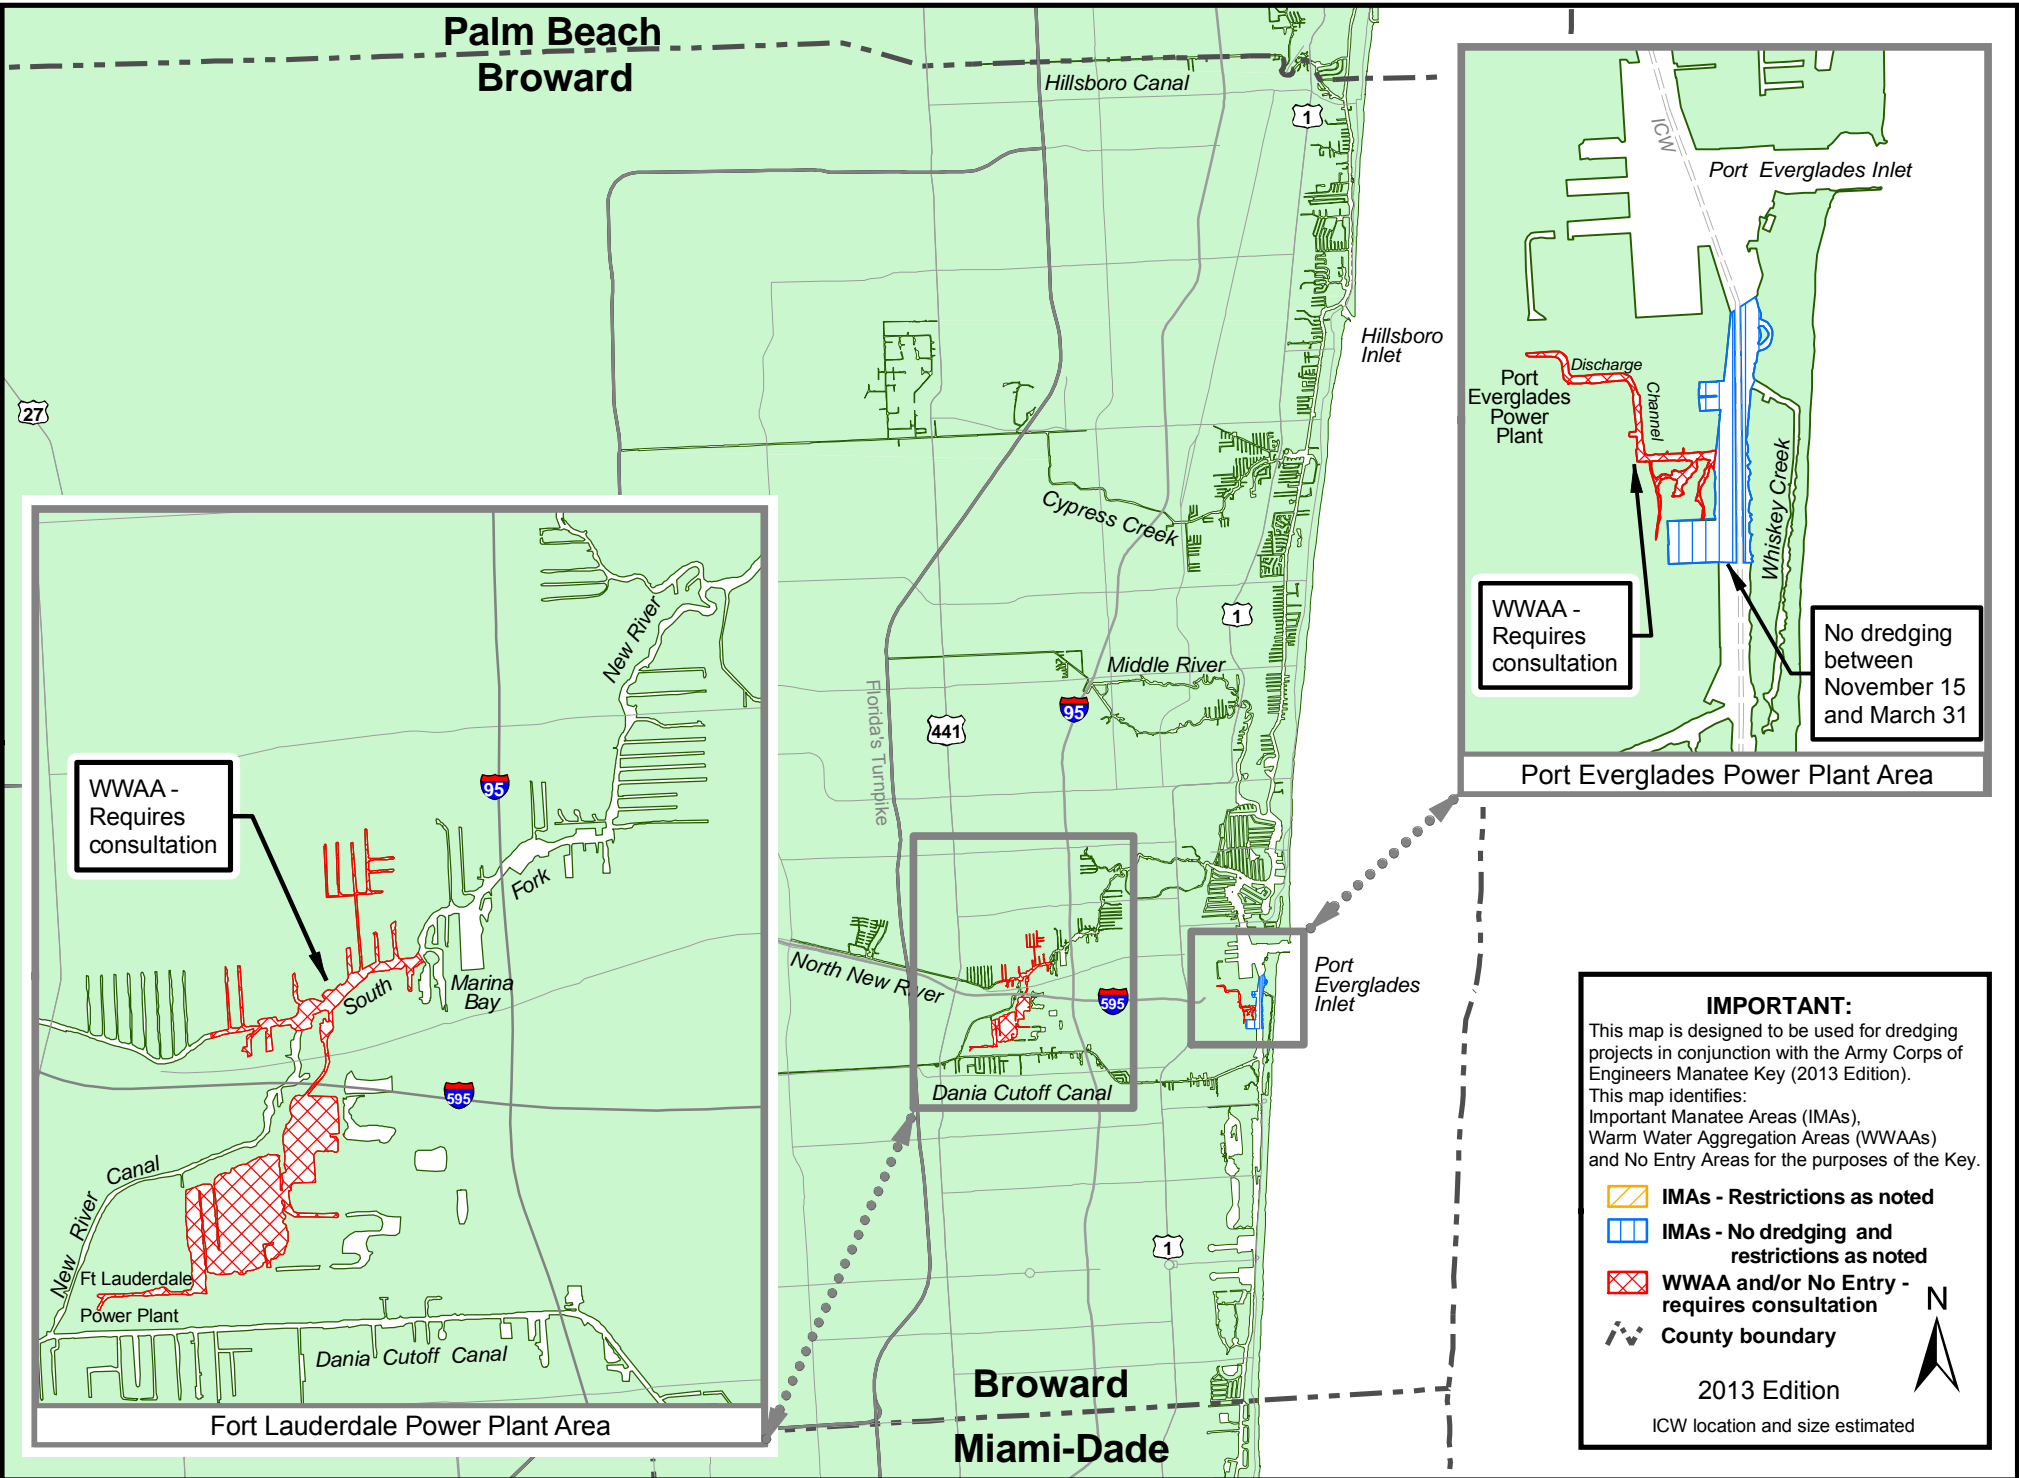 Palm Beach
Broward
Hillsboro Canal
1
Hillsboro
Inlet
27
Cypress Creek
1
Middle River
95
441
Florida's Turnpike
North New River
595
Port
Everglades
Inlet
Dania Cutoff Canal
1
Broward
Miami-Dade
ICW
Port Everglades Inlet
Discharge
Channel
Port
Everglades
Power
Plant
Whiskey Creek
WWAA -
Requires
consultation
No dredging
between
November 15
and March 31
Port Everglades Power Plant Area
New River
95
WWAA -
Requires
consultation
Fork
South
Marina
Bay
595
New River Canal
Ft Lauderdale
Power Plant
Dania Cutoff Canal
Fort Lauderdale Power Plant Area
IMPORTANT:
This map is designed to be used for dredging
projects in conjunction with the Army Corps of
Engineers Manatee Key (2013 Edition).
This map identifies:
Important Manatee Areas (IMAs),
Warm Water Aggregation Areas (WWAAs)
and No Entry Areas for the purposes of the Key.
IMAs - Restrictions as noted
IMAs - No dredging and
restrictions as noted
WWAA and/or No Entry -
requires consultation
County boundary
N
2013 Edition
ICW location and size estimated